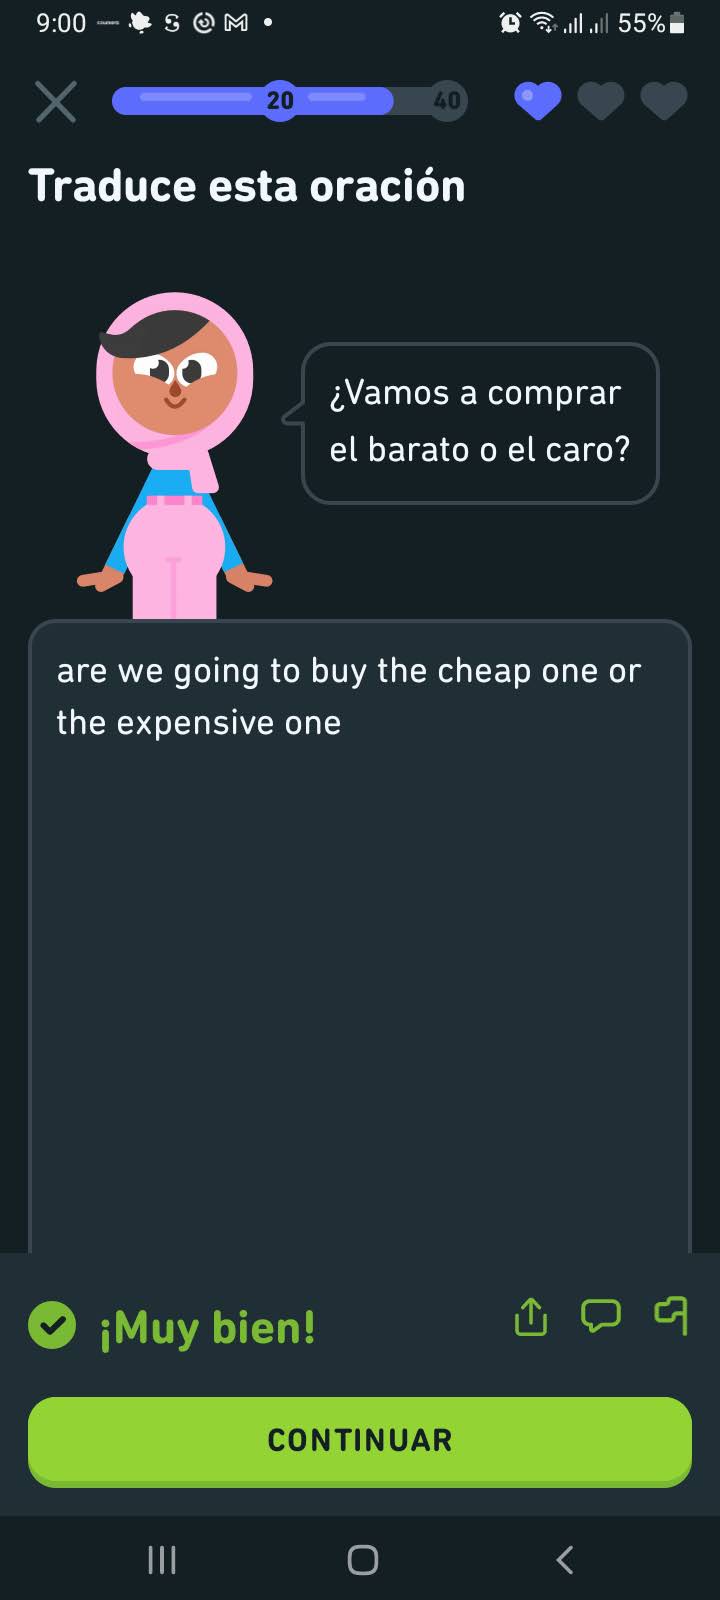 9:00 55%
20 40
Traduce esta oración
¿Vamos a comprar
el barato o el caro?
are we going to buy the cheap one or
the expensive one
¡Muy bien!
CONTINUAR